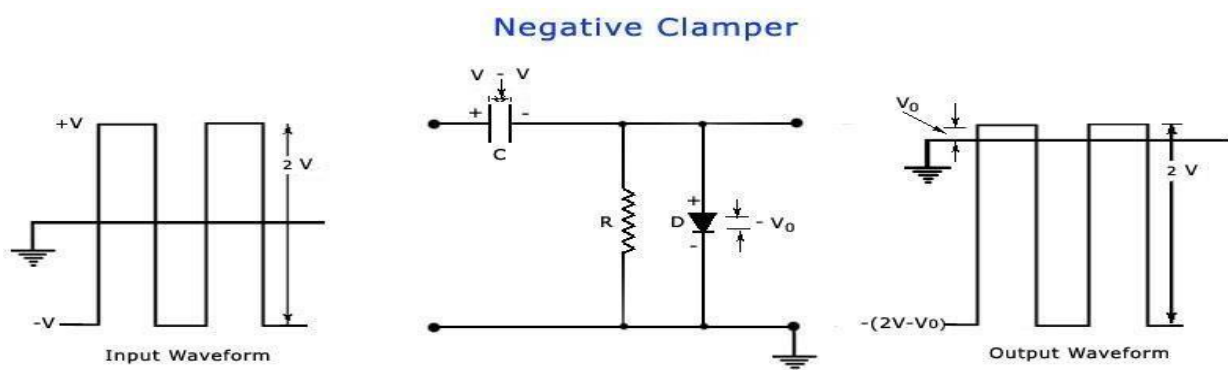 Negative Clamper
V - V
+ -
C
+V
2 V
-V
Input Waveform
R
D
+
-
- V₀
V₀
2 V
-(2V-V₀)
Output Waveform